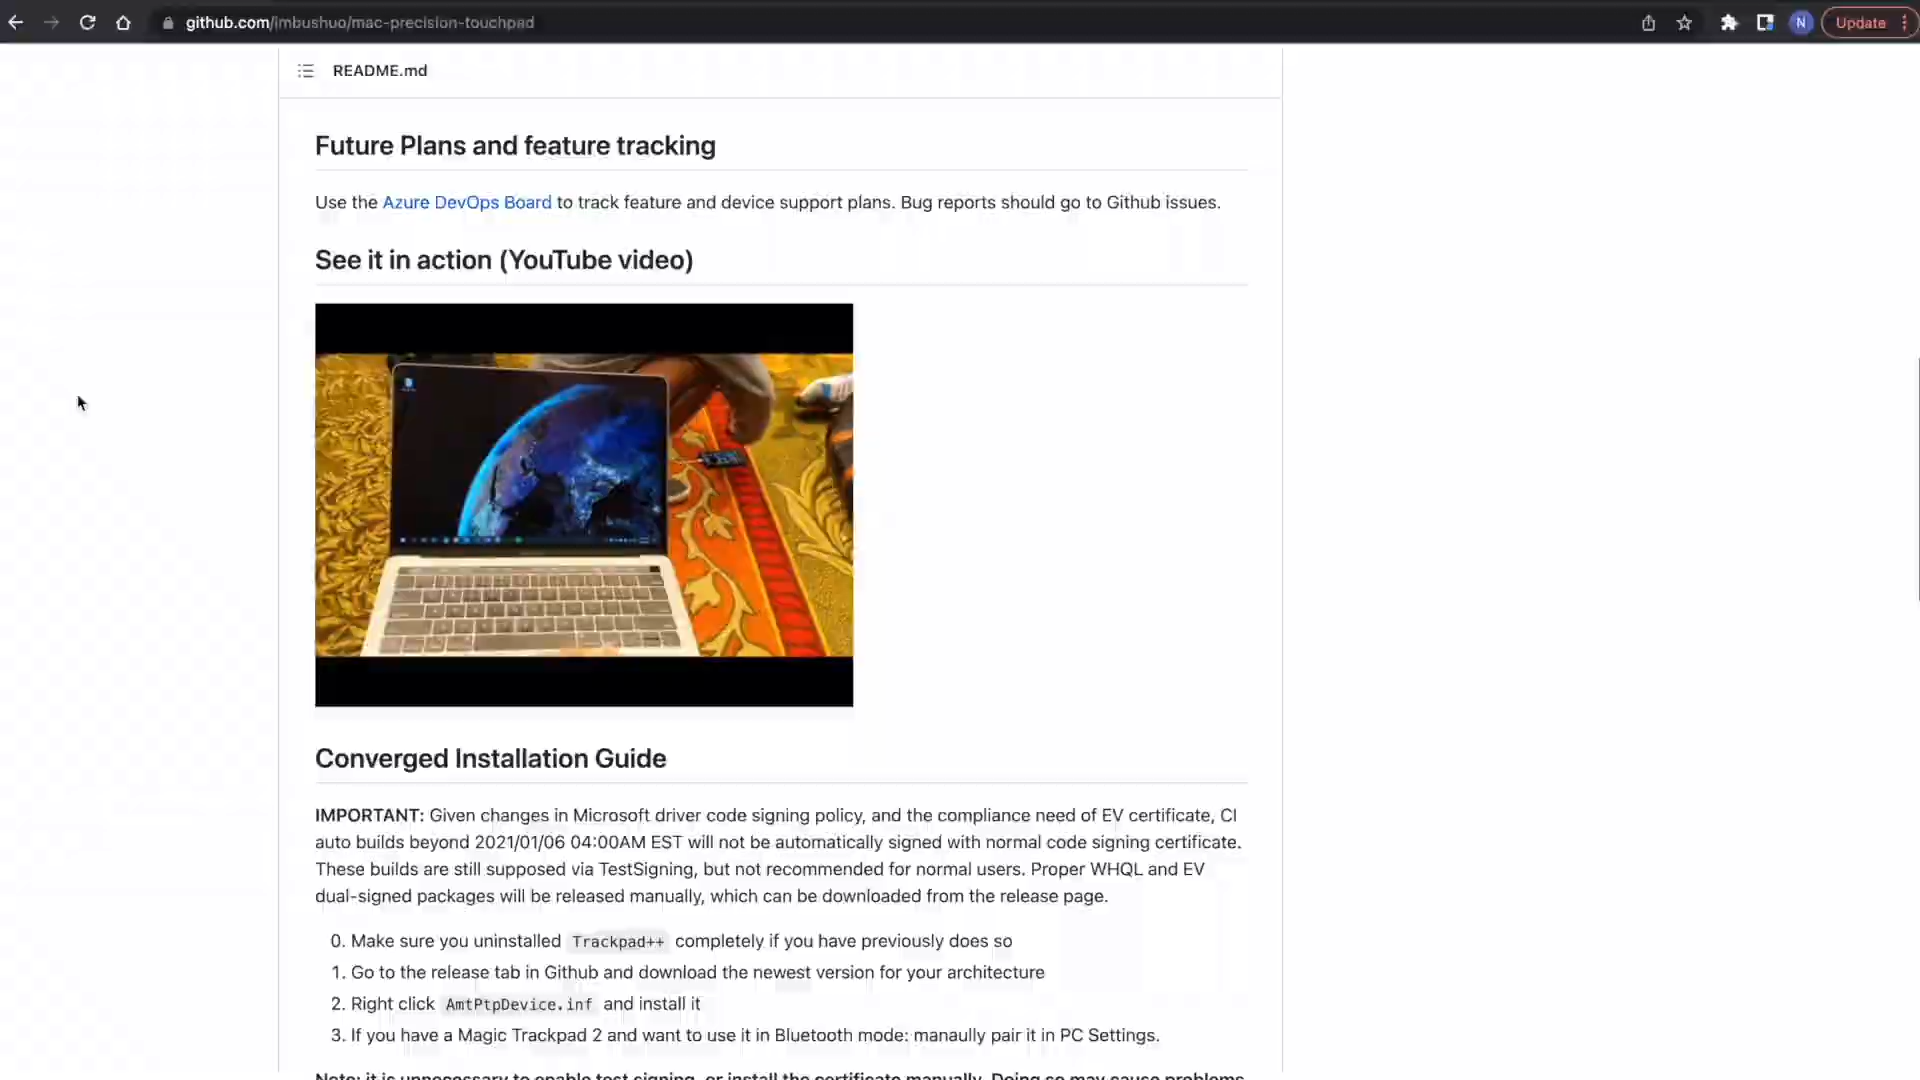 github.com/imbushuo/mac-precision-touchpad
N
Update
README.md
Future Plans and feature tracking
Use the Azure DevOps Board to track feature and device support plans. Bug reports should go to Github issues.
See it in action (YouTube video)
Converged Installation Guide
IMPORTANT: Given changes in Microsoft driver code signing policy, and the compliance need of EV certificate, CI
auto builds beyond 2021/01/06 04:00AM EST will not be automatically signed with normal code signing certificate.
These builds are still supposed via TestSigning, but not recommended for normal users. Proper WHQL and EV
dual-signed packages will be released manually, which can be downloaded from the release page.
0. Make sure you uninstalled Trackpad++ completely if you have previously does so
1. Go to the release tab in Github and download the newest version for your architecture
2. Right click AmtPtpDevice.inf and install it
3. If you have a Magic Trackpad 2 and want to use it in Bluetooth mode: manaully pair it in PC Settings.
Note: it is unnecessary to enable test signing, or install the certificate manually. Doing so may cause problems